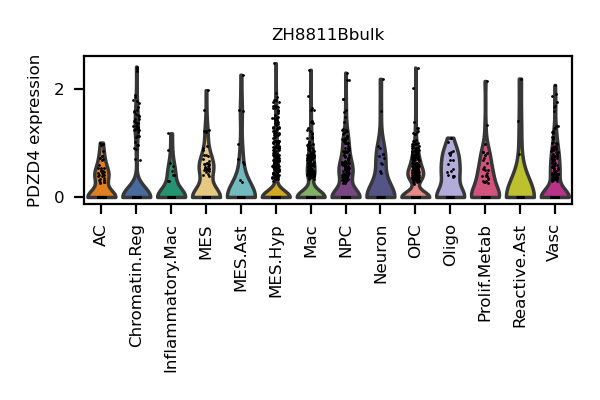 ZH8811Bbulk
PDZD4 expression
2
0
AC
Chromatin.Reg
Inflammatory.Mac
MES
MES.Ast
MES.Hyp
Mac
NPC
Neuron
OPC
Oligo
Prolif.Metab
Reactive.Ast
Vasc